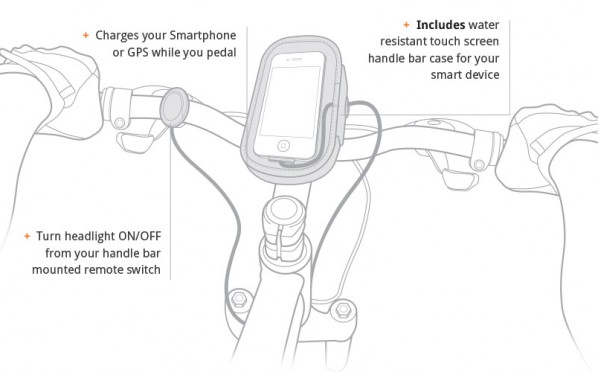 + Charges your Smartphone
or GPS while you pedal
+ Includes water
resistant touch screen
handle bar case for your
smart device
+ Turn headlight ON/OFF
from your handle bar
mounted remote switch